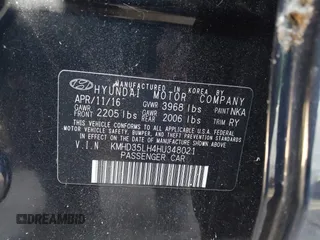 MANUFACTURED IN KOREA BY
HYUNDAI MOTOR COMPANY
APR/11/16 GVWR 3968 lbs PAINT NKA
GAWR FRONT 2205 lbs GAWR REAR 2006 lbs TRIM RY
THIS VEHICLE CONFORMS TO ALL APPLICABLE
FEDERAL MOTOR VEHICLE SAFETY, BUMPER
AND THEFT PREVENTION STANDARDS IN EFFECT
ON THE DATE OF MANUFACTURE SHOWN ABOVE.
V.I.N. KMHD35LH4HU348021
PASSENGER CAR
DREAMBID